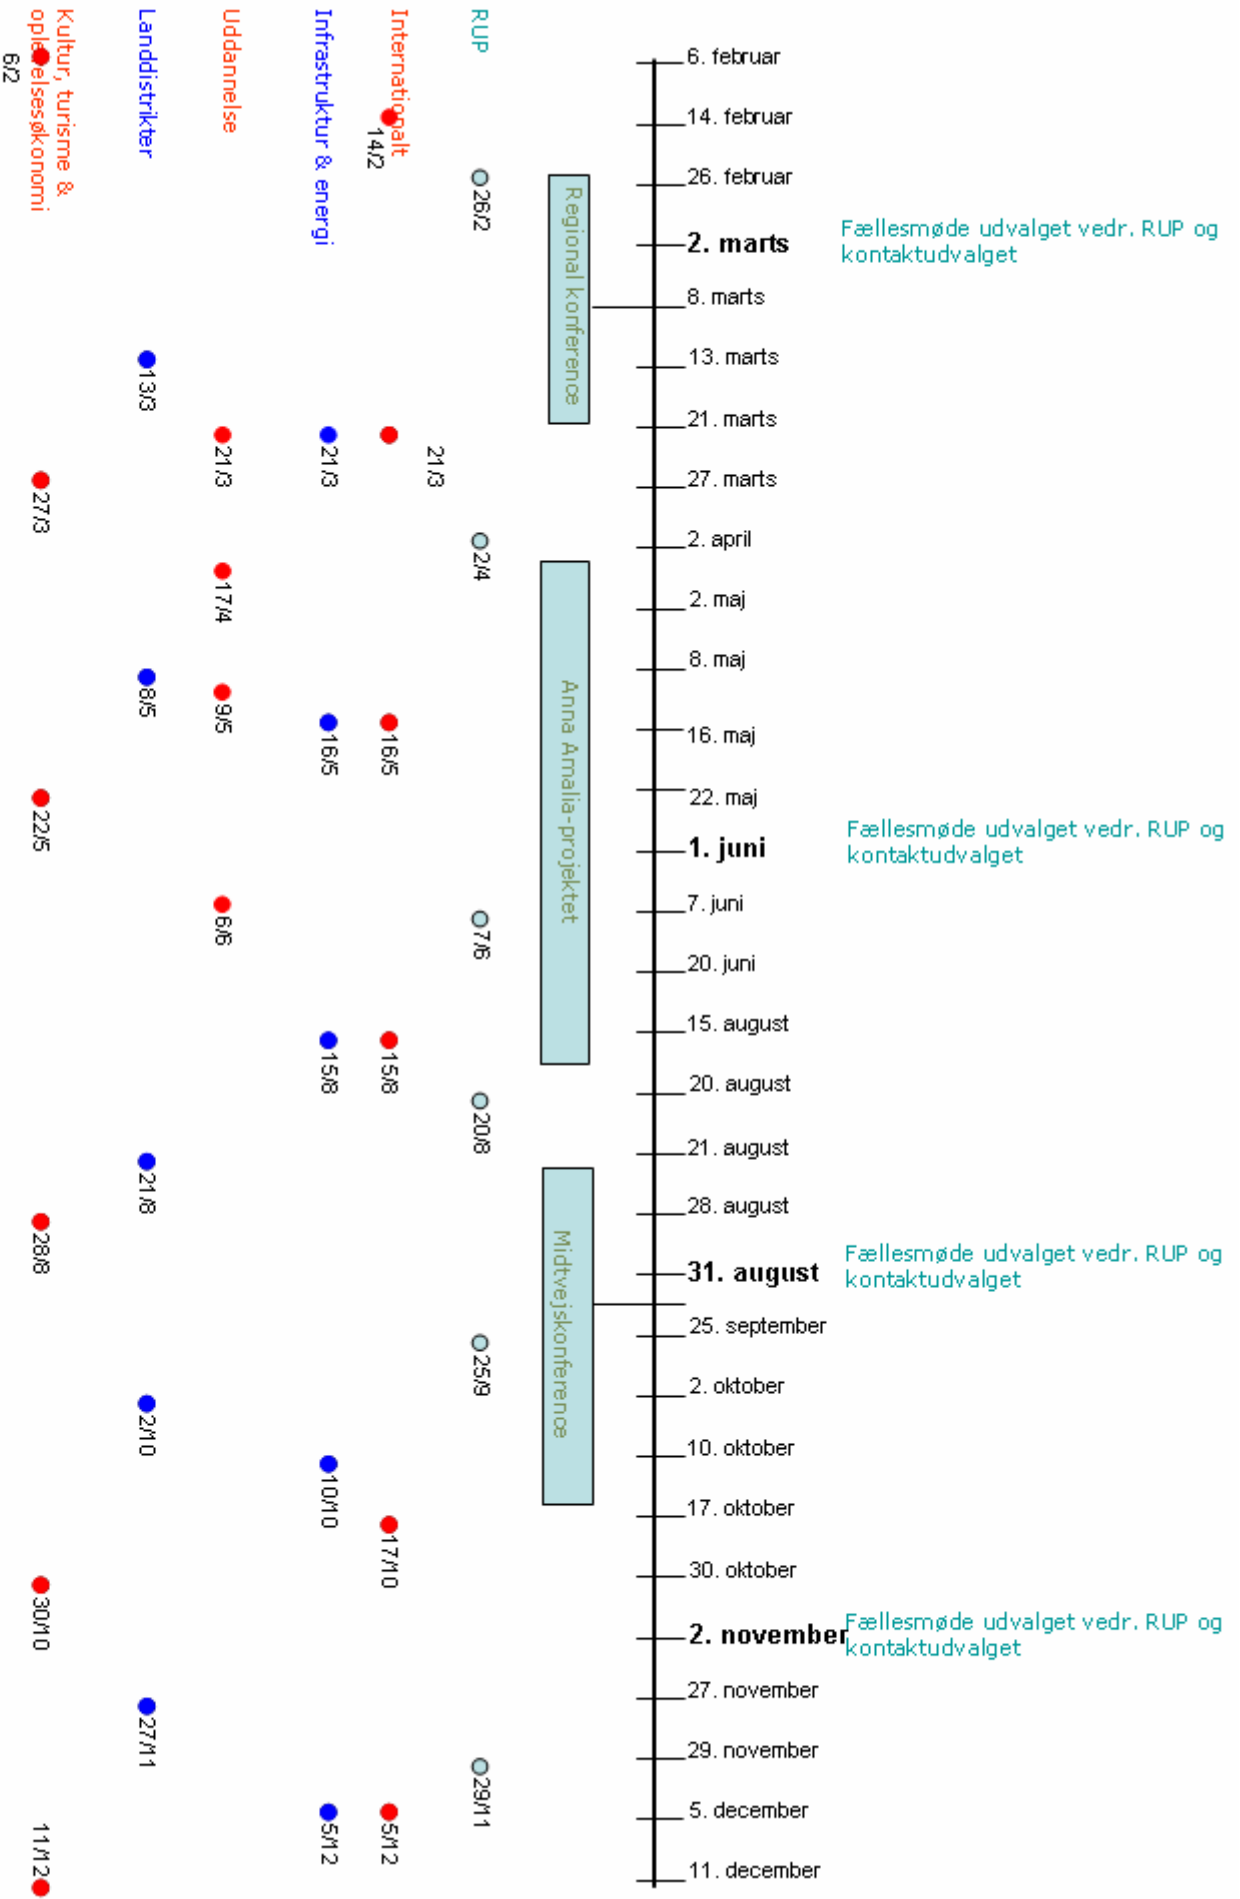 Kultur, turisme &
oplevelsesøkonomi
6/2
27/3
22/5
28/8
30/10
11/12
Landdistrikter
13/3
8/5
21/8
2/10
27/11
Uddannelse
21/3
17/4
9/5
6/6
Infrastruktur & energi
21/3
16/5
15/8
10/10
5/12
Internationalt
14/2
21/3
16/5
15/8
17/10
5/12
RUP
26/2
2/4
7/6
20/8
25/9
29/11
Regional konference
Anna Amalia-projektet
Midtvejskonference
6. februar
14. februar
26. februar
2. marts
8. marts
13. marts
21. marts
27. marts
2. april
2. maj
8. maj
16. maj
22. maj
1. juni
7. juni
20. juni
15. august
20. august
21. august
28. august
31. august
25. september
2. oktober
10. oktober
17. oktober
30. oktober
2. november
27. november
29. november
5. december
11. december
Fællesmøde udvalget vedr. RUP og
kontaktudvalget
Fællesmøde udvalget vedr. RUP og
kontaktudvalget
Fællesmøde udvalget vedr. RUP og
kontaktudvalget
Fællesmøde udvalget vedr. RUP og
kontaktudvalget